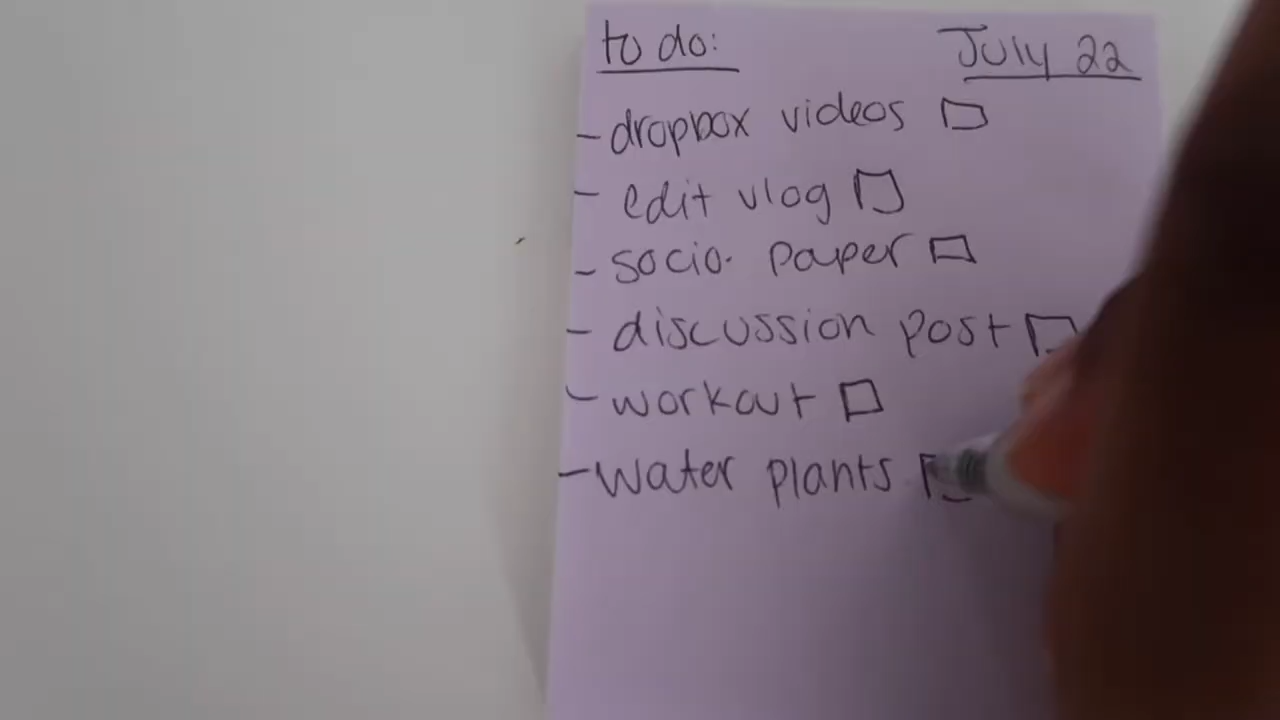 to do: July 22
- dropbox videos
- edit vlog
- socio. paper
- discussion post
- workout
- water plants